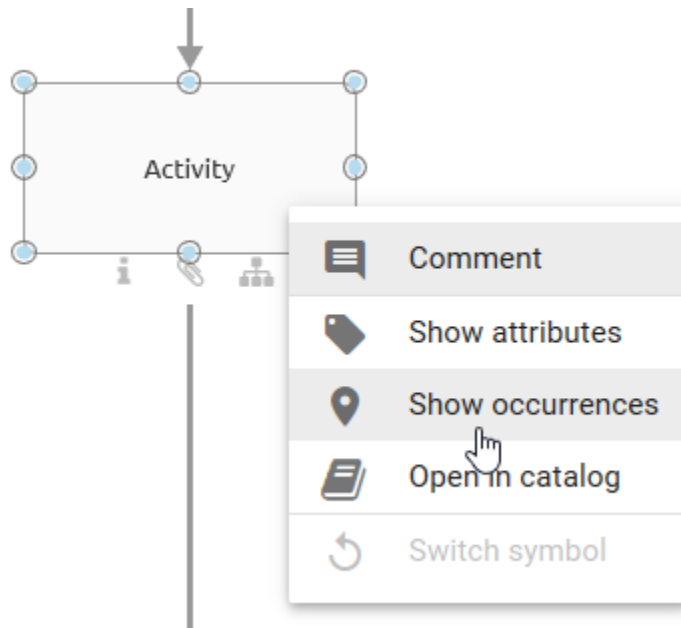 Activity
Comment
Show attributes
Show occurrences
Open in catalog
Switch symbol